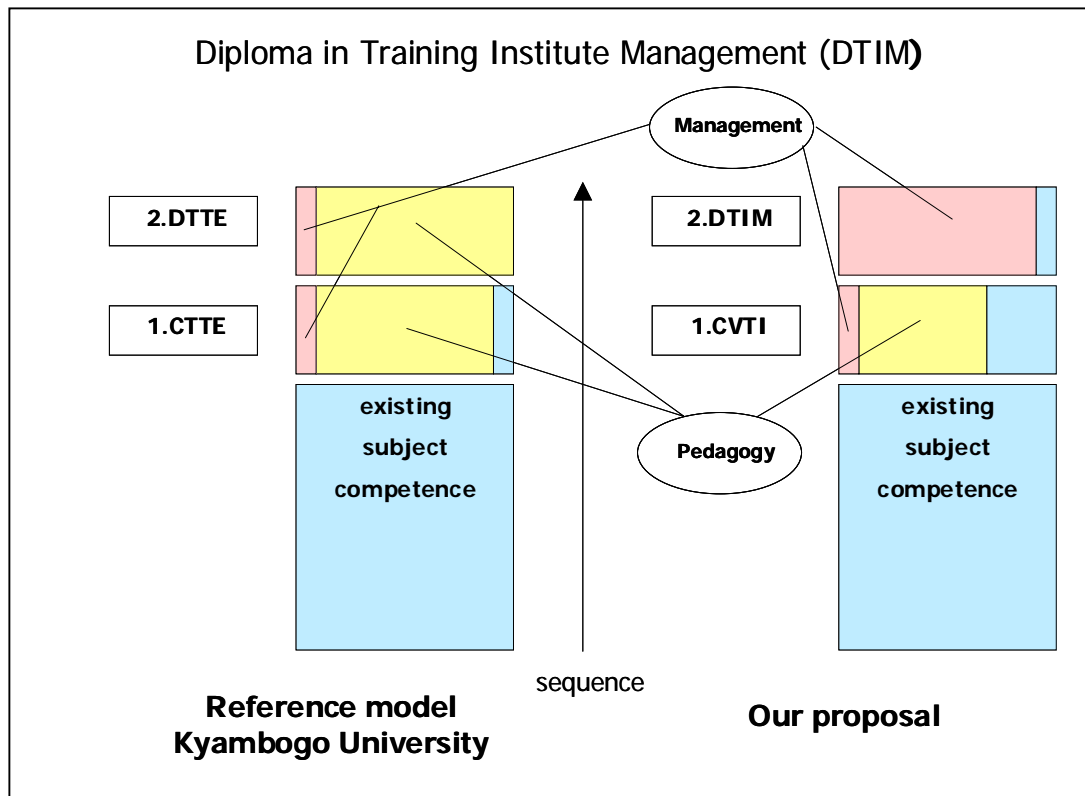 Diploma in Training Institute Management (DTIM)
Management
2.DTTE
2.DTIM
1.CTTE
1.CVTI
existing
subject
competence
Pedagogy
existing
subject
competence
sequence
Reference model
Kyambogo University
Our proposal